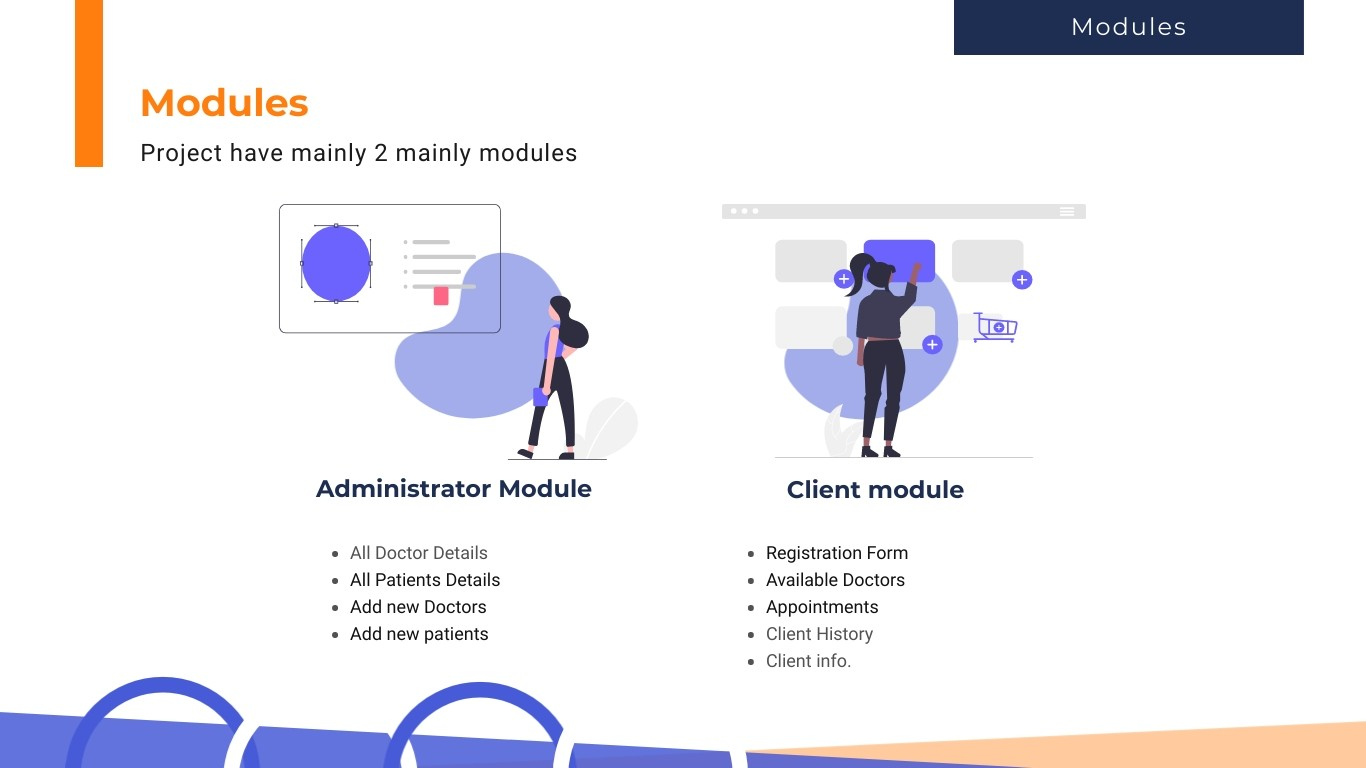 Modules
Modules
Project have mainly 2 mainly modules
Administrator Module
All Doctor Details
All Patients Details
Add new Doctors
Add new patients
Client module
Registration Form
Available Doctors
Appointments
Client History
Client info.